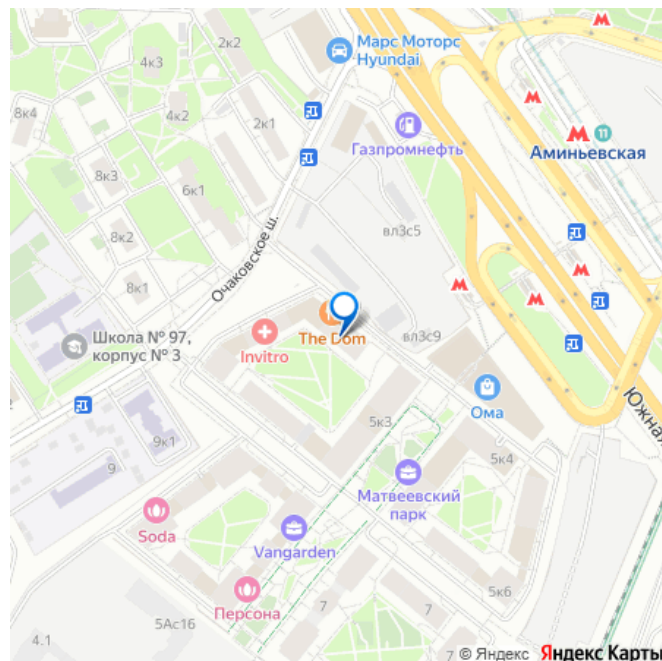 2к2
Марс Моторс
Hyundai
4к3
8к4
4к2
2к1
Газпромнефть
М
М
М
11
Аминьевская
8к3
6к1
8к2
вл3с5
Очаковское ш.
8к1
М
М
М
Школа № 97,
корпус № 3
Invitro
The Dom
вл3с9
Ома
Южная
5к3
9к1
9
5к4
Матвеевский
парк
Soda
Vangarden
Персона
5к6
7
5Ас16
4.1
7
7
© Яндекс Яндекс Карты